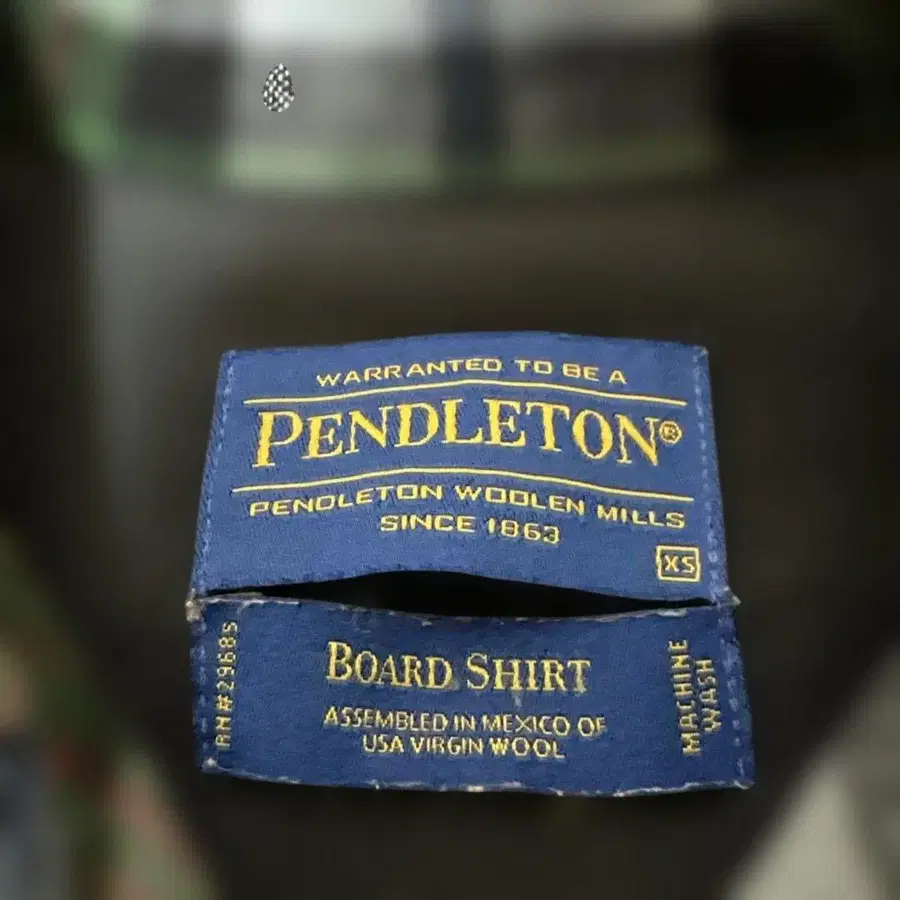 WARRANTED TO BE A
PENDLETON®
PENDLETON WOOLEN MILLS
SINCE 1863
XS
RN#29685
BOARD SHIRT
ASSEMBLED IN MEXICO OF
USA VIRGIN WOOL
MACHINE
WASH